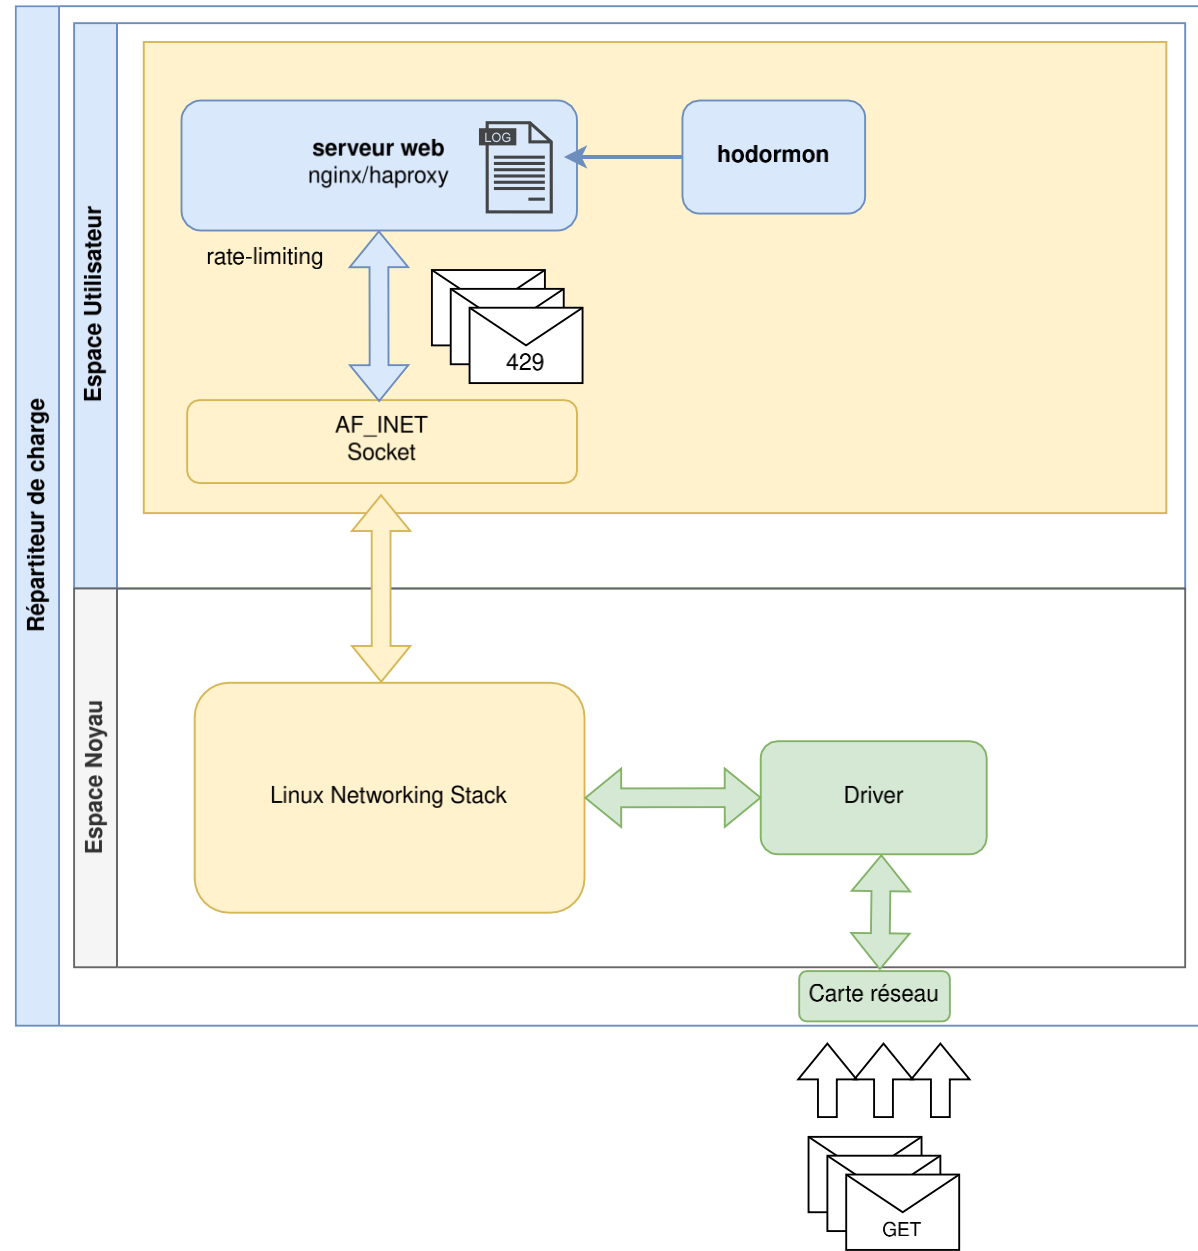 Répartiteur de charge
Espace Utilisateur
serveur web
nginx/haproxy
LOG
hodormon
rate-limiting
429
AF_INET
Socket
Espace Noyau
Linux Networking Stack
Driver
Carte réseau
GET